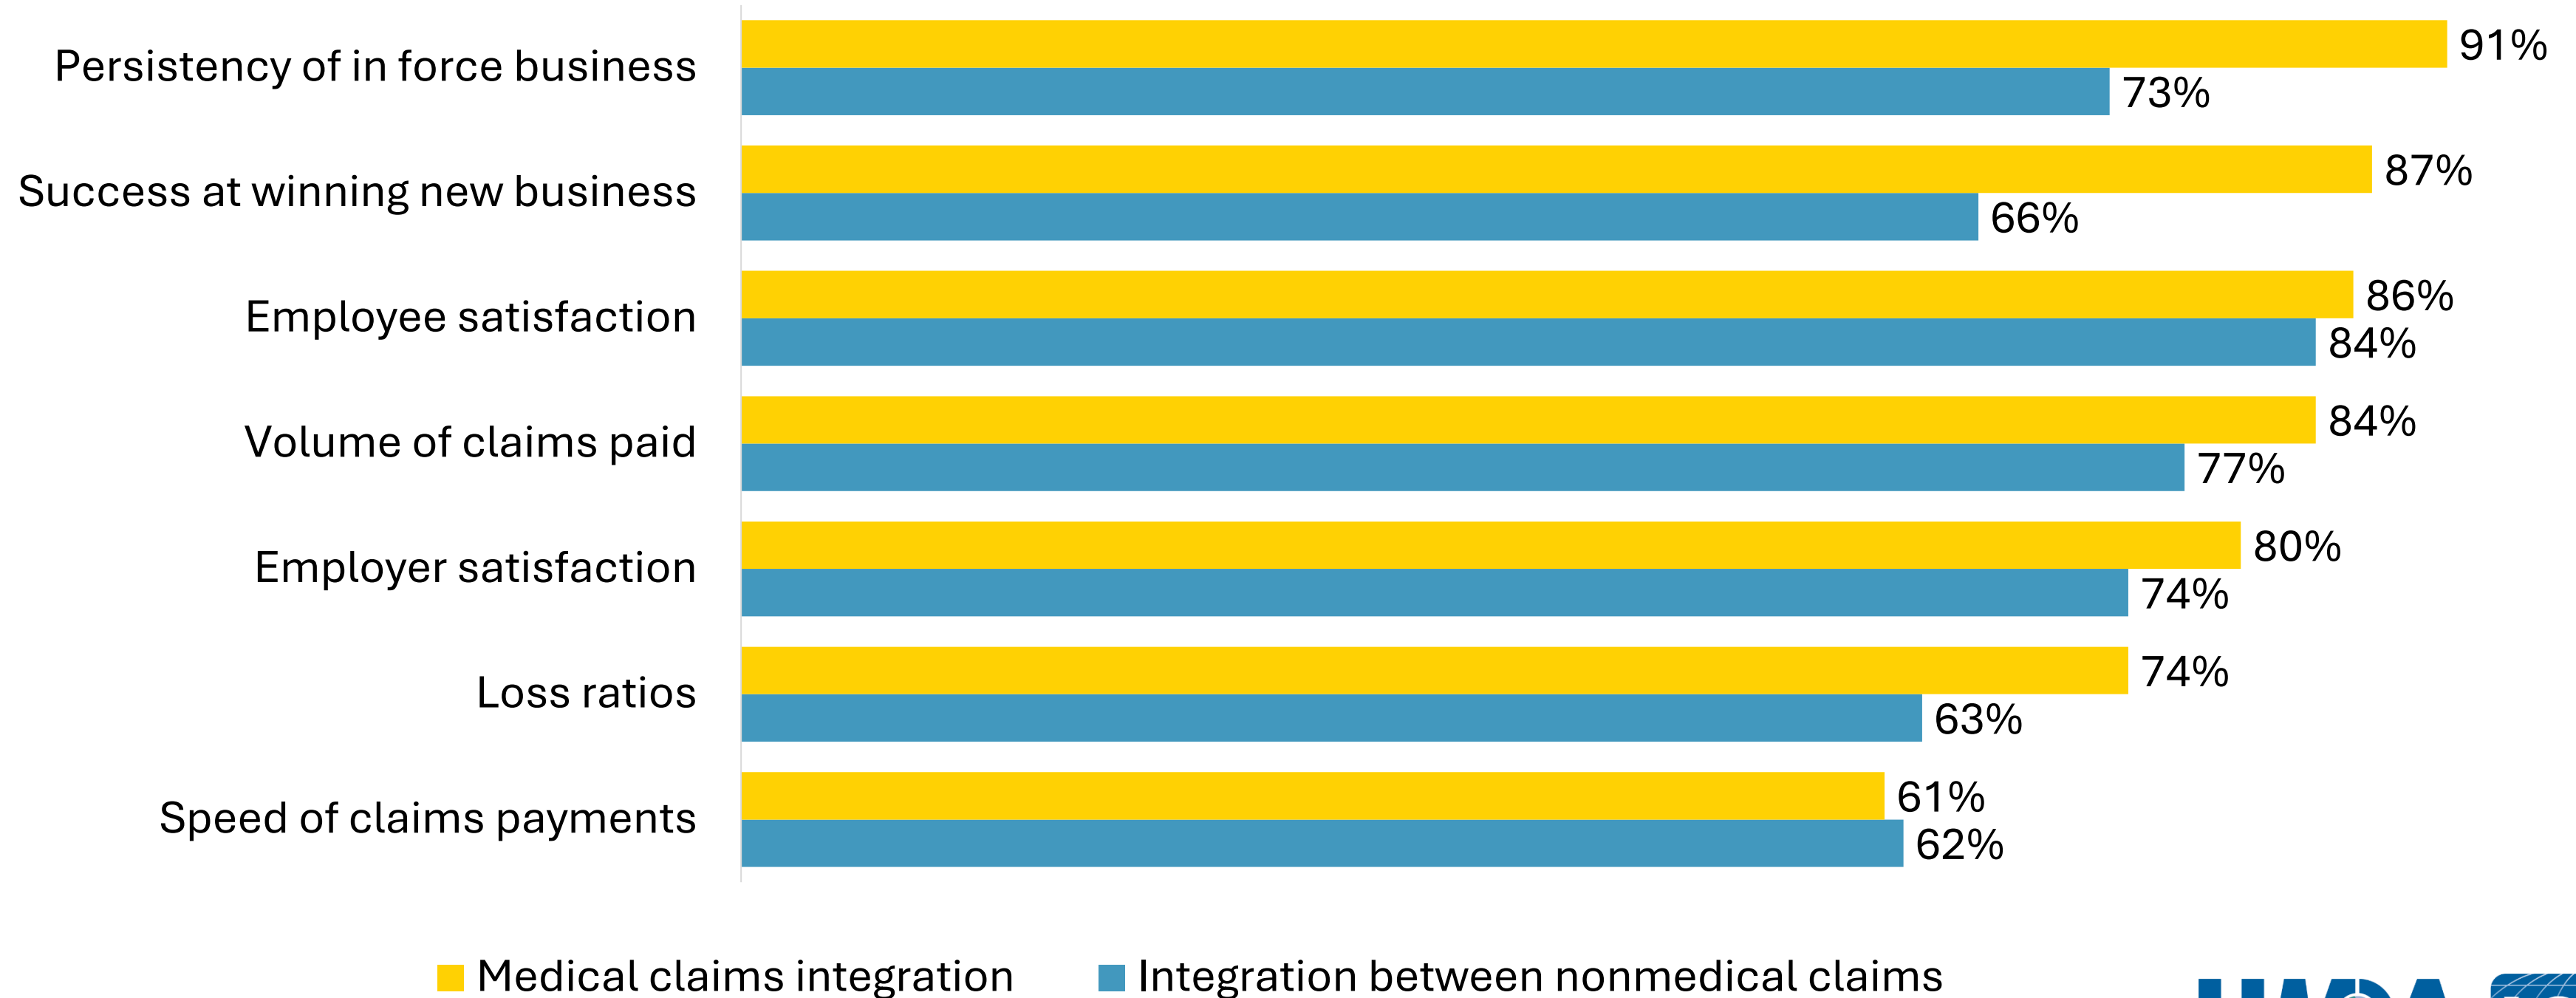 Persistency of in force business
91%
73%
Success at winning new business
87%
66%
Employee satisfaction
86%
84%
Volume of claims paid
84%
77%
Employer satisfaction
80%
74%
Loss ratios
74%
63%
Speed of claims payments
61%
62%
Medical claims integration
Integration between nonmedical claims